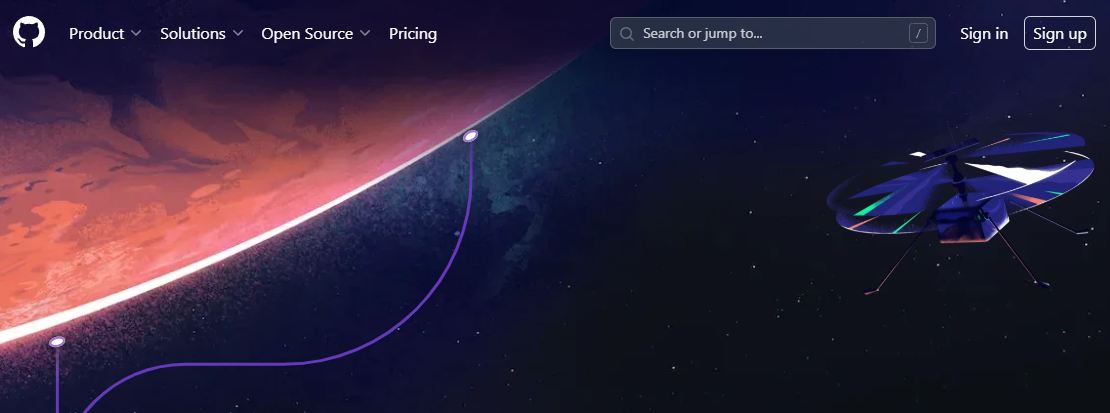 Product Solutions Open Source Pricing Search or jump to... / Sign in Sign up